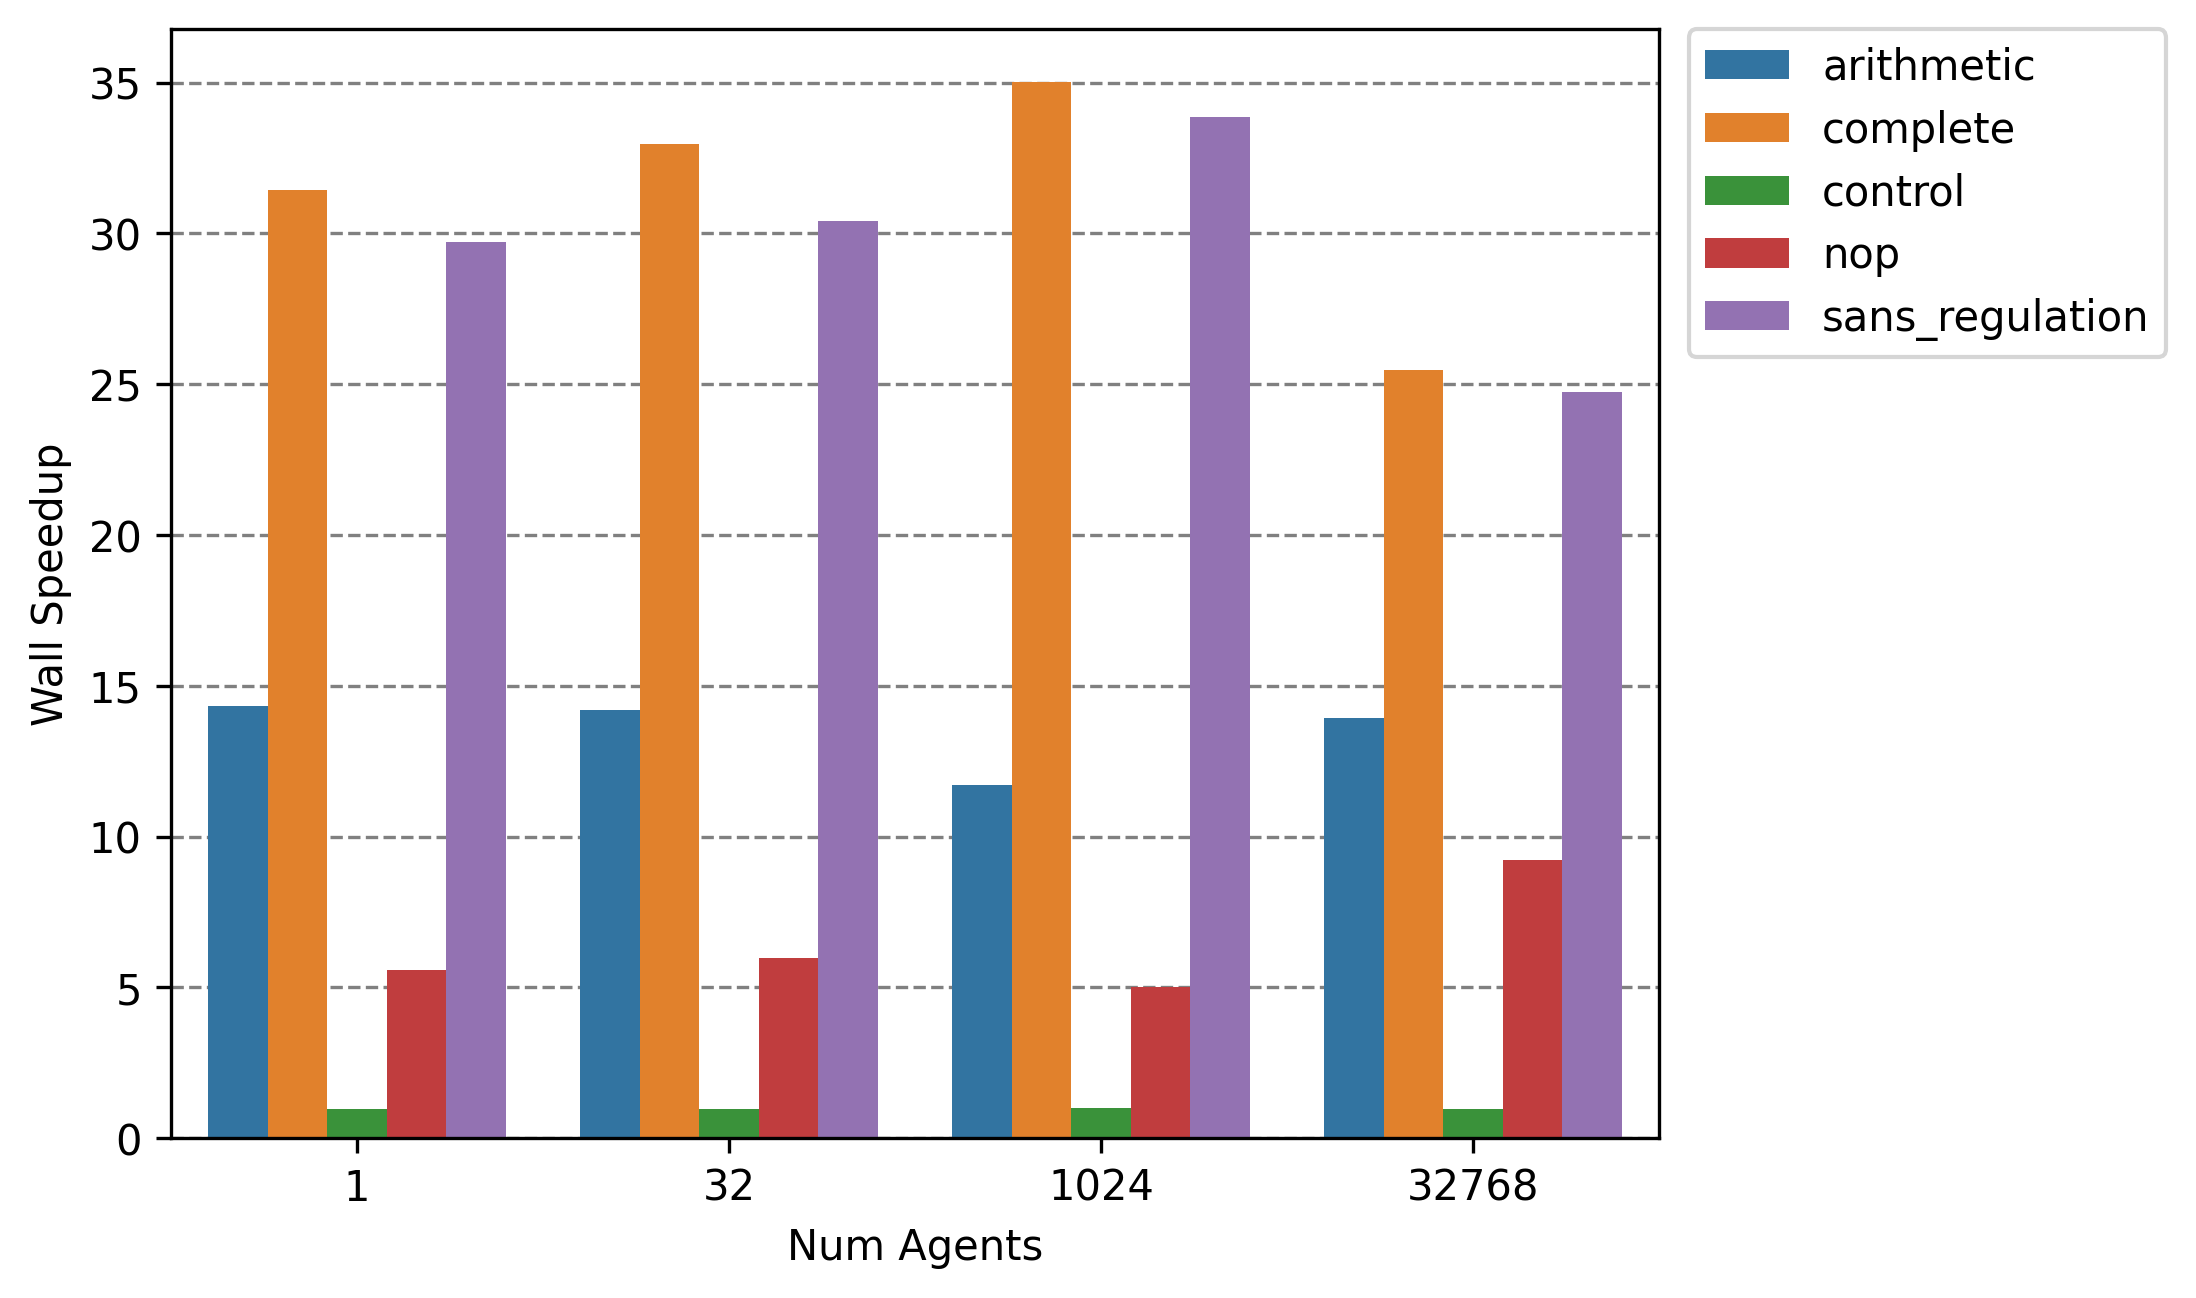 35
30
25
20
15
10
5
0
Wall Speedup
1 32 1024 32768
Num Agents
arithmetic
complete
control
nop
sans_regulation